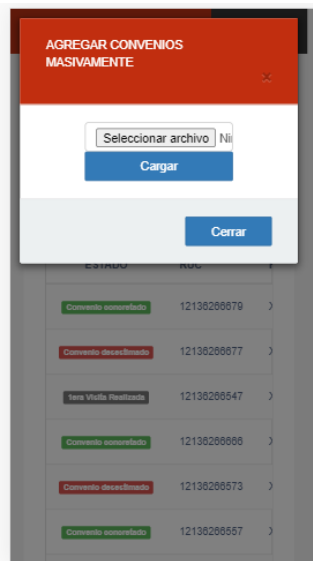 AGREGAR CONVENIOS
MASIVAMENTE
×
Seleccionar archivo Nin
Cargar
Cerrar
ESTADO RUC
Convenio concretado 12136266679
Convenio desestimado 12136266677
1era Visita Realizada 12136266547
Convenio concretado 12136266666
Convenio desestimado 12136266573
Convenio concretado 12136266557